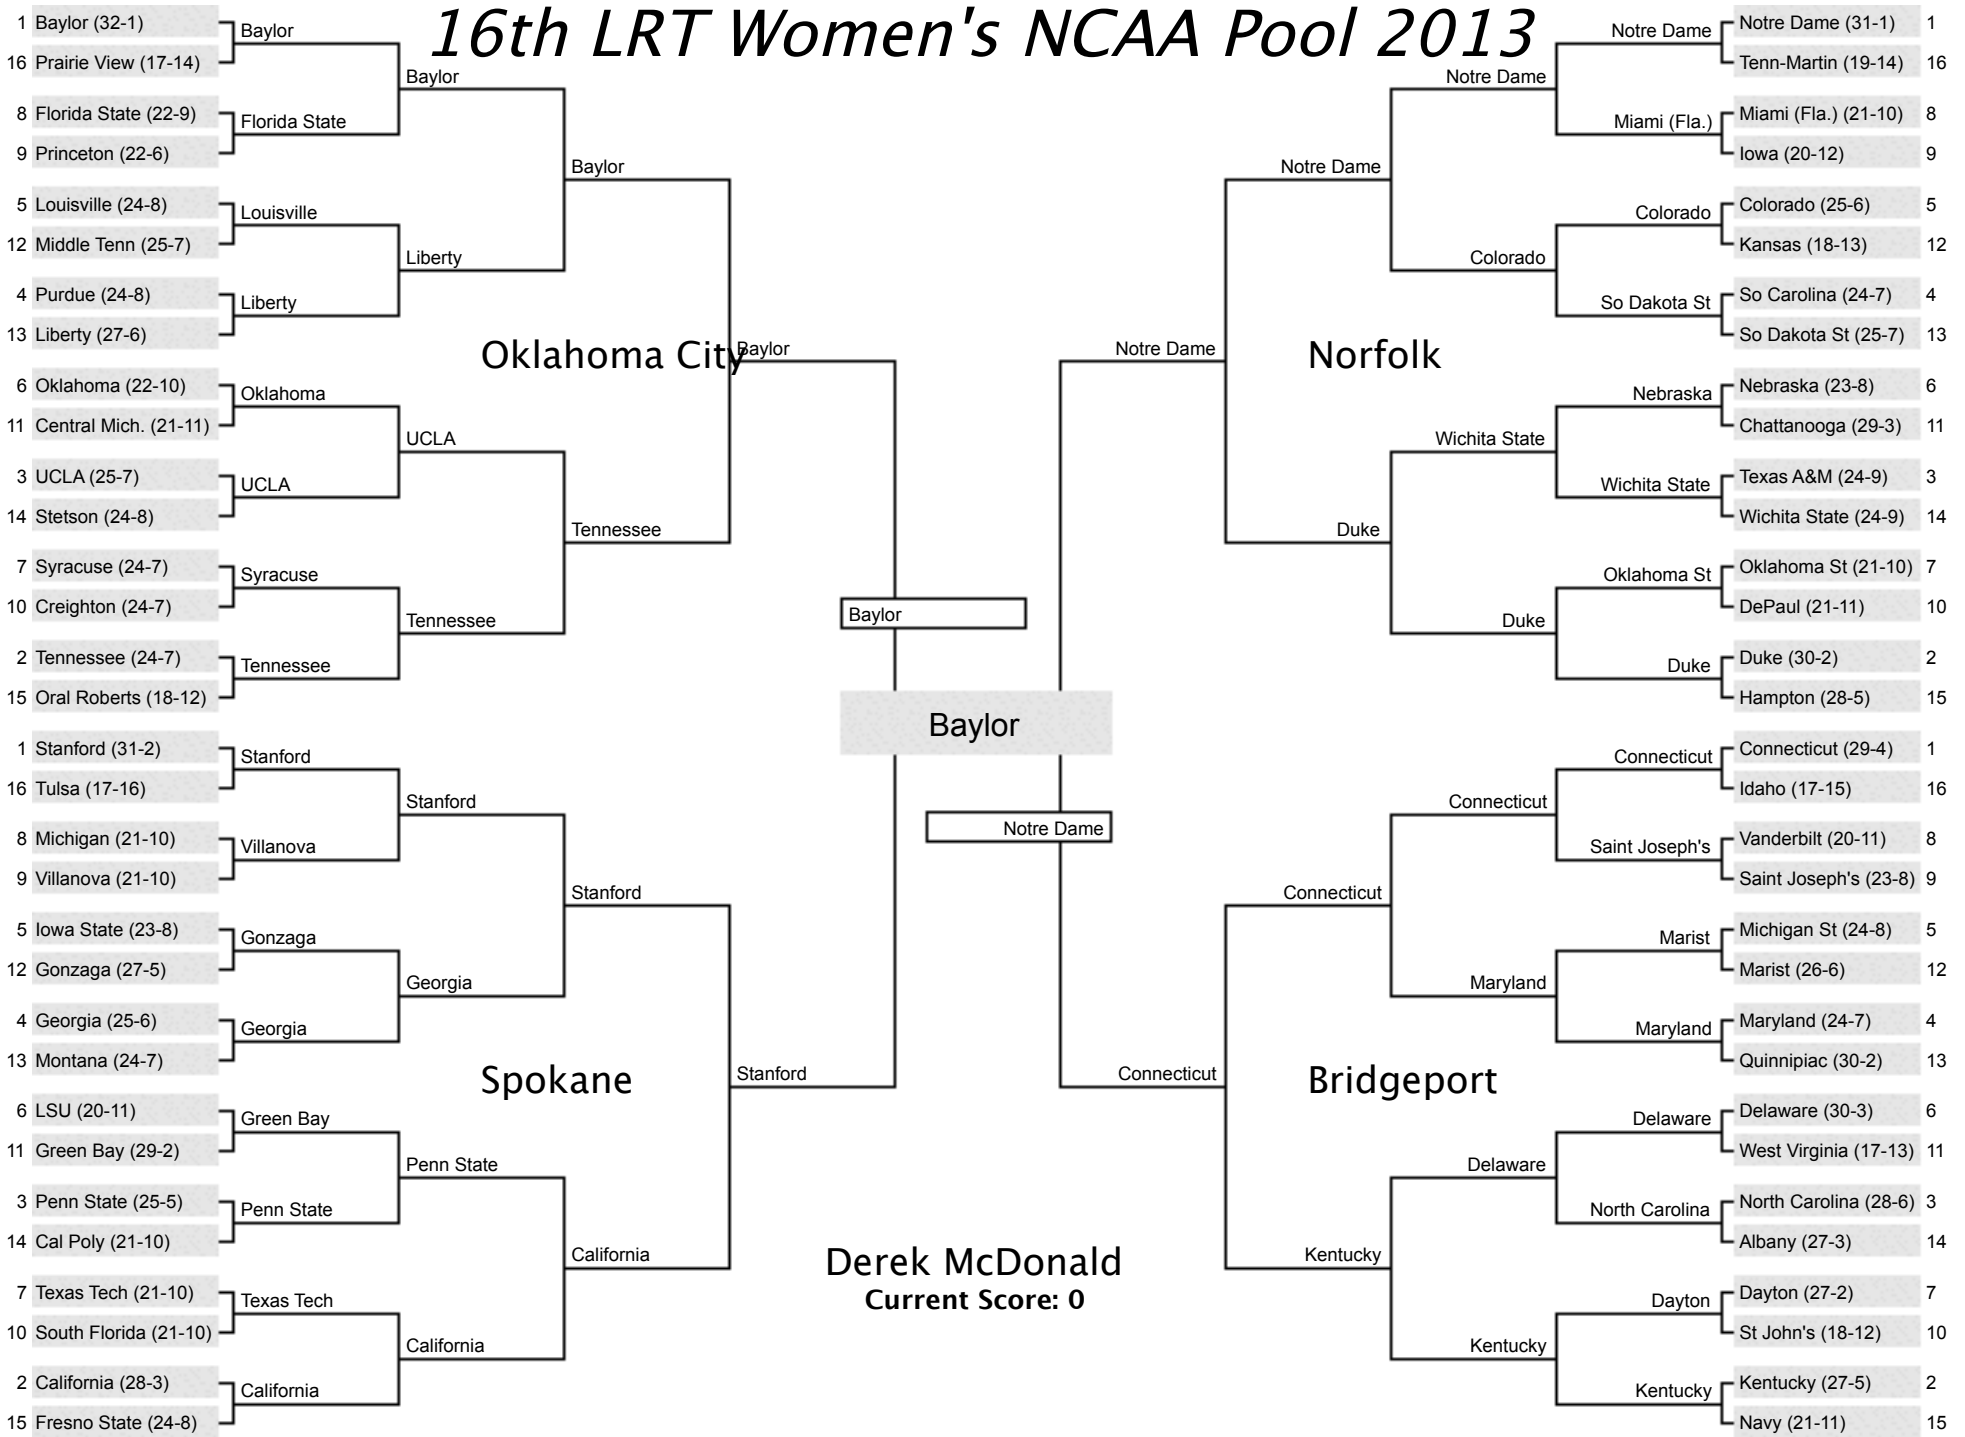 16th LRT Women's NCAA Pool 2013
1 Baylor (32-1)
16 Prairie View (17-14)
8 Florida State (22-9)
9 Princeton (22-6)
5 Louisville (24-8)
12 Middle Tenn (25-7)
4 Purdue (24-8)
13 Liberty (27-6)
6 Oklahoma (22-10)
11 Central Mich. (21-11)
3 UCLA (25-7)
14 Stetson (24-8)
7 Syracuse (24-7)
10 Creighton (24-7)
2 Tennessee (24-7)
15 Oral Roberts (18-12)
Baylor
Florida State
Louisville
Liberty
Oklahoma
UCLA
Syracuse
Tennessee
Baylor
Liberty
UCLA
Tennessee
Baylor
Tennessee
Oklahoma City
Baylor
1 Stanford (31-2)
16 Tulsa (17-16)
8 Michigan (21-10)
9 Villanova (21-10)
5 Iowa State (23-8)
12 Gonzaga (27-5)
4 Georgia (25-6)
13 Montana (24-7)
6 LSU (20-11)
11 Green Bay (29-2)
3 Penn State (25-5)
14 Cal Poly (21-10)
7 Texas Tech (21-10)
10 South Florida (21-10)
2 California (28-3)
15 Fresno State (24-8)
Stanford
Villanova
Gonzaga
Georgia
Green Bay
Penn State
Texas Tech
California
Stanford
Georgia
Penn State
California
Stanford
California
Spokane
Stanford
Baylor
Baylor
Notre Dame
Derek McDonald
Current Score: 0
Notre Dame (31-1) 1
Tenn-Martin (19-14) 16
Miami (Fla.) (21-10) 8
Iowa (20-12) 9
Colorado (25-6) 5
Kansas (18-13) 12
So Carolina (24-7) 4
So Dakota St (25-7) 13
Nebraska (23-8) 6
Chattanooga (29-3) 11
Texas A&M (24-9) 3
Wichita State (24-9) 14
Oklahoma St (21-10) 7
DePaul (21-11) 10
Duke (30-2) 2
Hampton (28-5) 15
Notre Dame
Miami (Fla.)
Colorado
So Dakota St
Nebraska
Wichita State
Oklahoma St
Duke
Notre Dame
Colorado
Wichita State
Duke
Notre Dame
Duke
Norfolk
Notre Dame
Connecticut (29-4) 1
Idaho (17-15) 16
Vanderbilt (20-11) 8
Saint Joseph's (23-8) 9
Michigan St (24-8) 5
Marist (26-6) 12
Maryland (24-7) 4
Quinnipiac (30-2) 13
Delaware (30-3) 6
West Virginia (17-13) 11
North Carolina (28-6) 3
Albany (27-3) 14
Dayton (27-2) 7
St John's (18-12) 10
Kentucky (27-5) 2
Navy (21-11) 15
Connecticut
Saint Joseph's
Marist
Maryland
Delaware
North Carolina
Dayton
Kentucky
Connecticut
Maryland
Delaware
Kentucky
Connecticut
Kentucky
Bridgeport
Connecticut